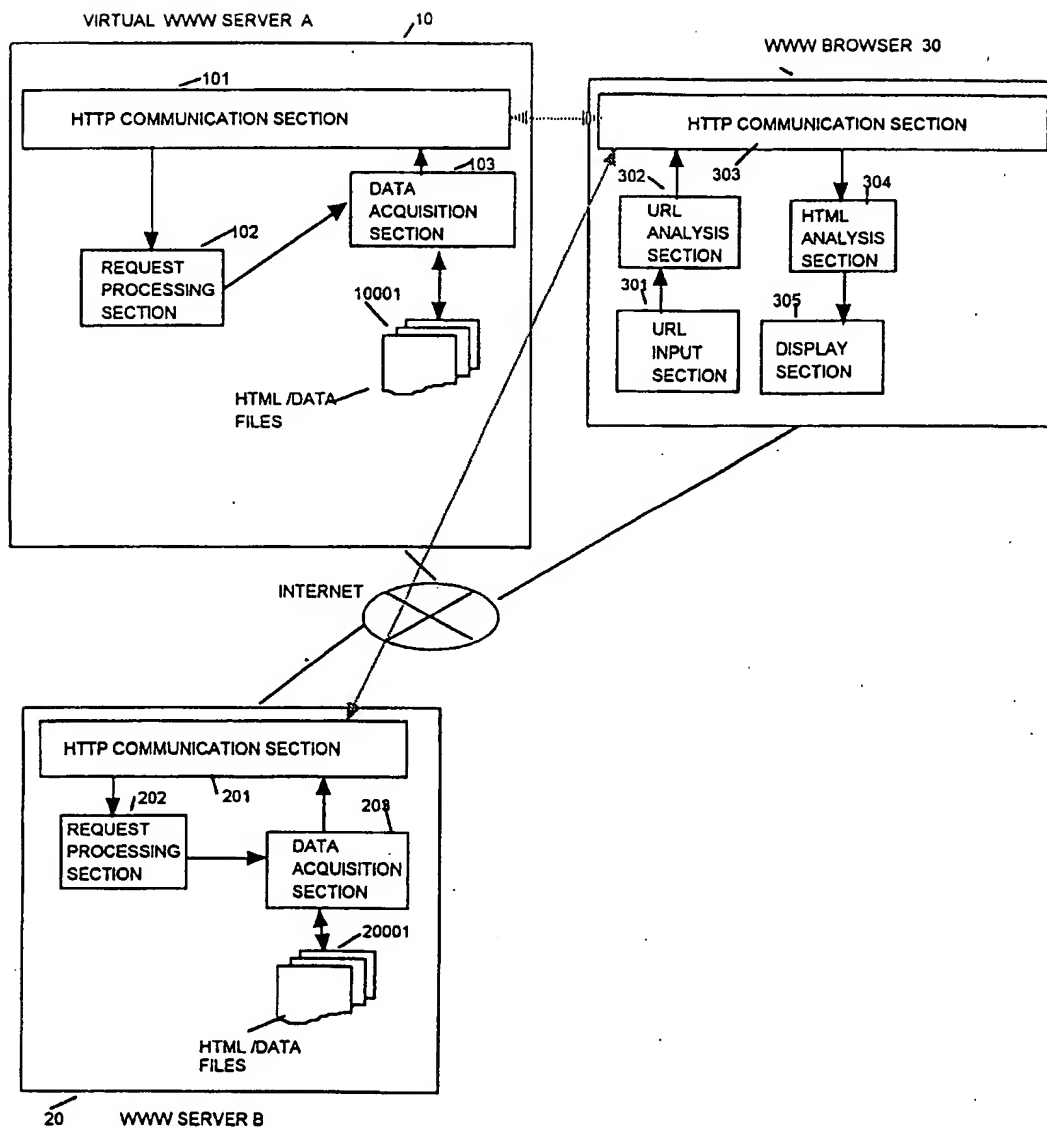 VIRTUAL WWW SERVER A
10
WWW BROWSER 30
101
HTTP COMMUNICATION SECTION
HTTP COMMUNICATION SECTION
303
103
DATA
ACQUISITION
SECTION
302
URL
ANALYSIS
SECTION
304
HTML
ANALYSIS
SECTION
102
REQUEST
PROCESSING
SECTION
10001
HTML /DATA
FILES
301
URL
INPUT
SECTION
305
DISPLAY
SECTION
INTERNET
HTTP COMMUNICATION SECTION
201
202
REQUEST
PROCESSING
SECTION
203
DATA
ACQUISITION
SECTION
20001
HTML /DATA
FILES
20
WWW SERVER B